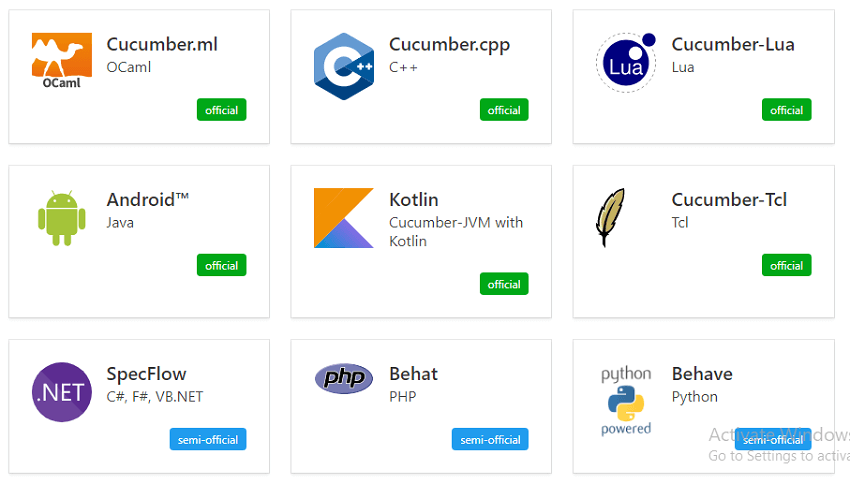 Cucumber.ml
OCaml
OCaml
official
Cucumber.cpp
C++
C++
official
Cucumber-Lua
Lua
Lua
official
Android™
Java
official
Kotlin
Cucumber-JVM with
Kotlin
official
Cucumber-Tcl
Tcl
official
.NET
SpecFlow
C#, F#, VB.NET
semi-official
php
Behat
PHP
semi-official
python
powered
Behave
Python
semi-official
Activate Windows
Go to Settings to activa